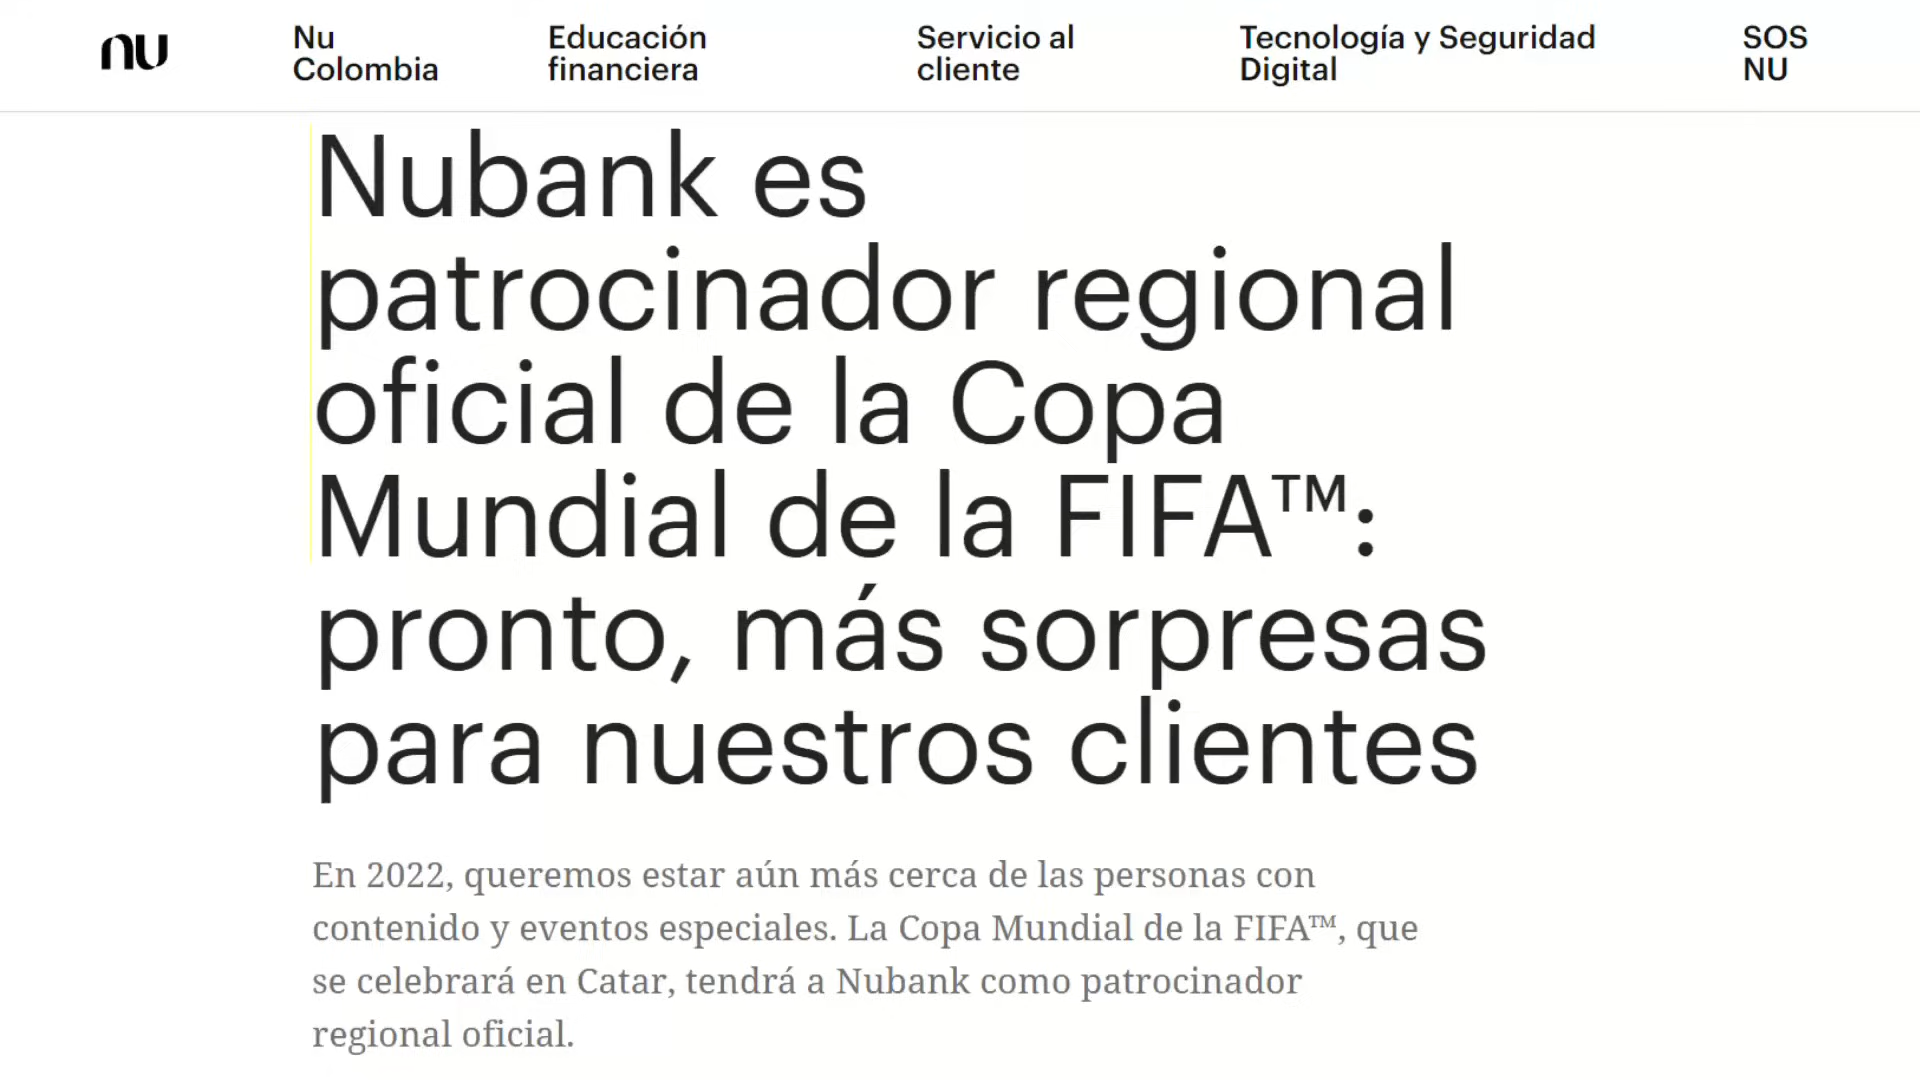 nu
Nu
Colombia
Educación
financiera
Servicio al
cliente
Tecnología y Seguridad
Digital
SOS
NU
Nubank es
patrocinador regional
oficial de la Copa
Mundial de la FIFA™:
pronto, más sorpresas
para nuestros clientes
En 2022, queremos estar aún más cerca de las personas con
contenido y eventos especiales. La Copa Mundial de la FIFA™, que
se celebrará en Catar, tendrá a Nubank como patrocinador
regional oficial.